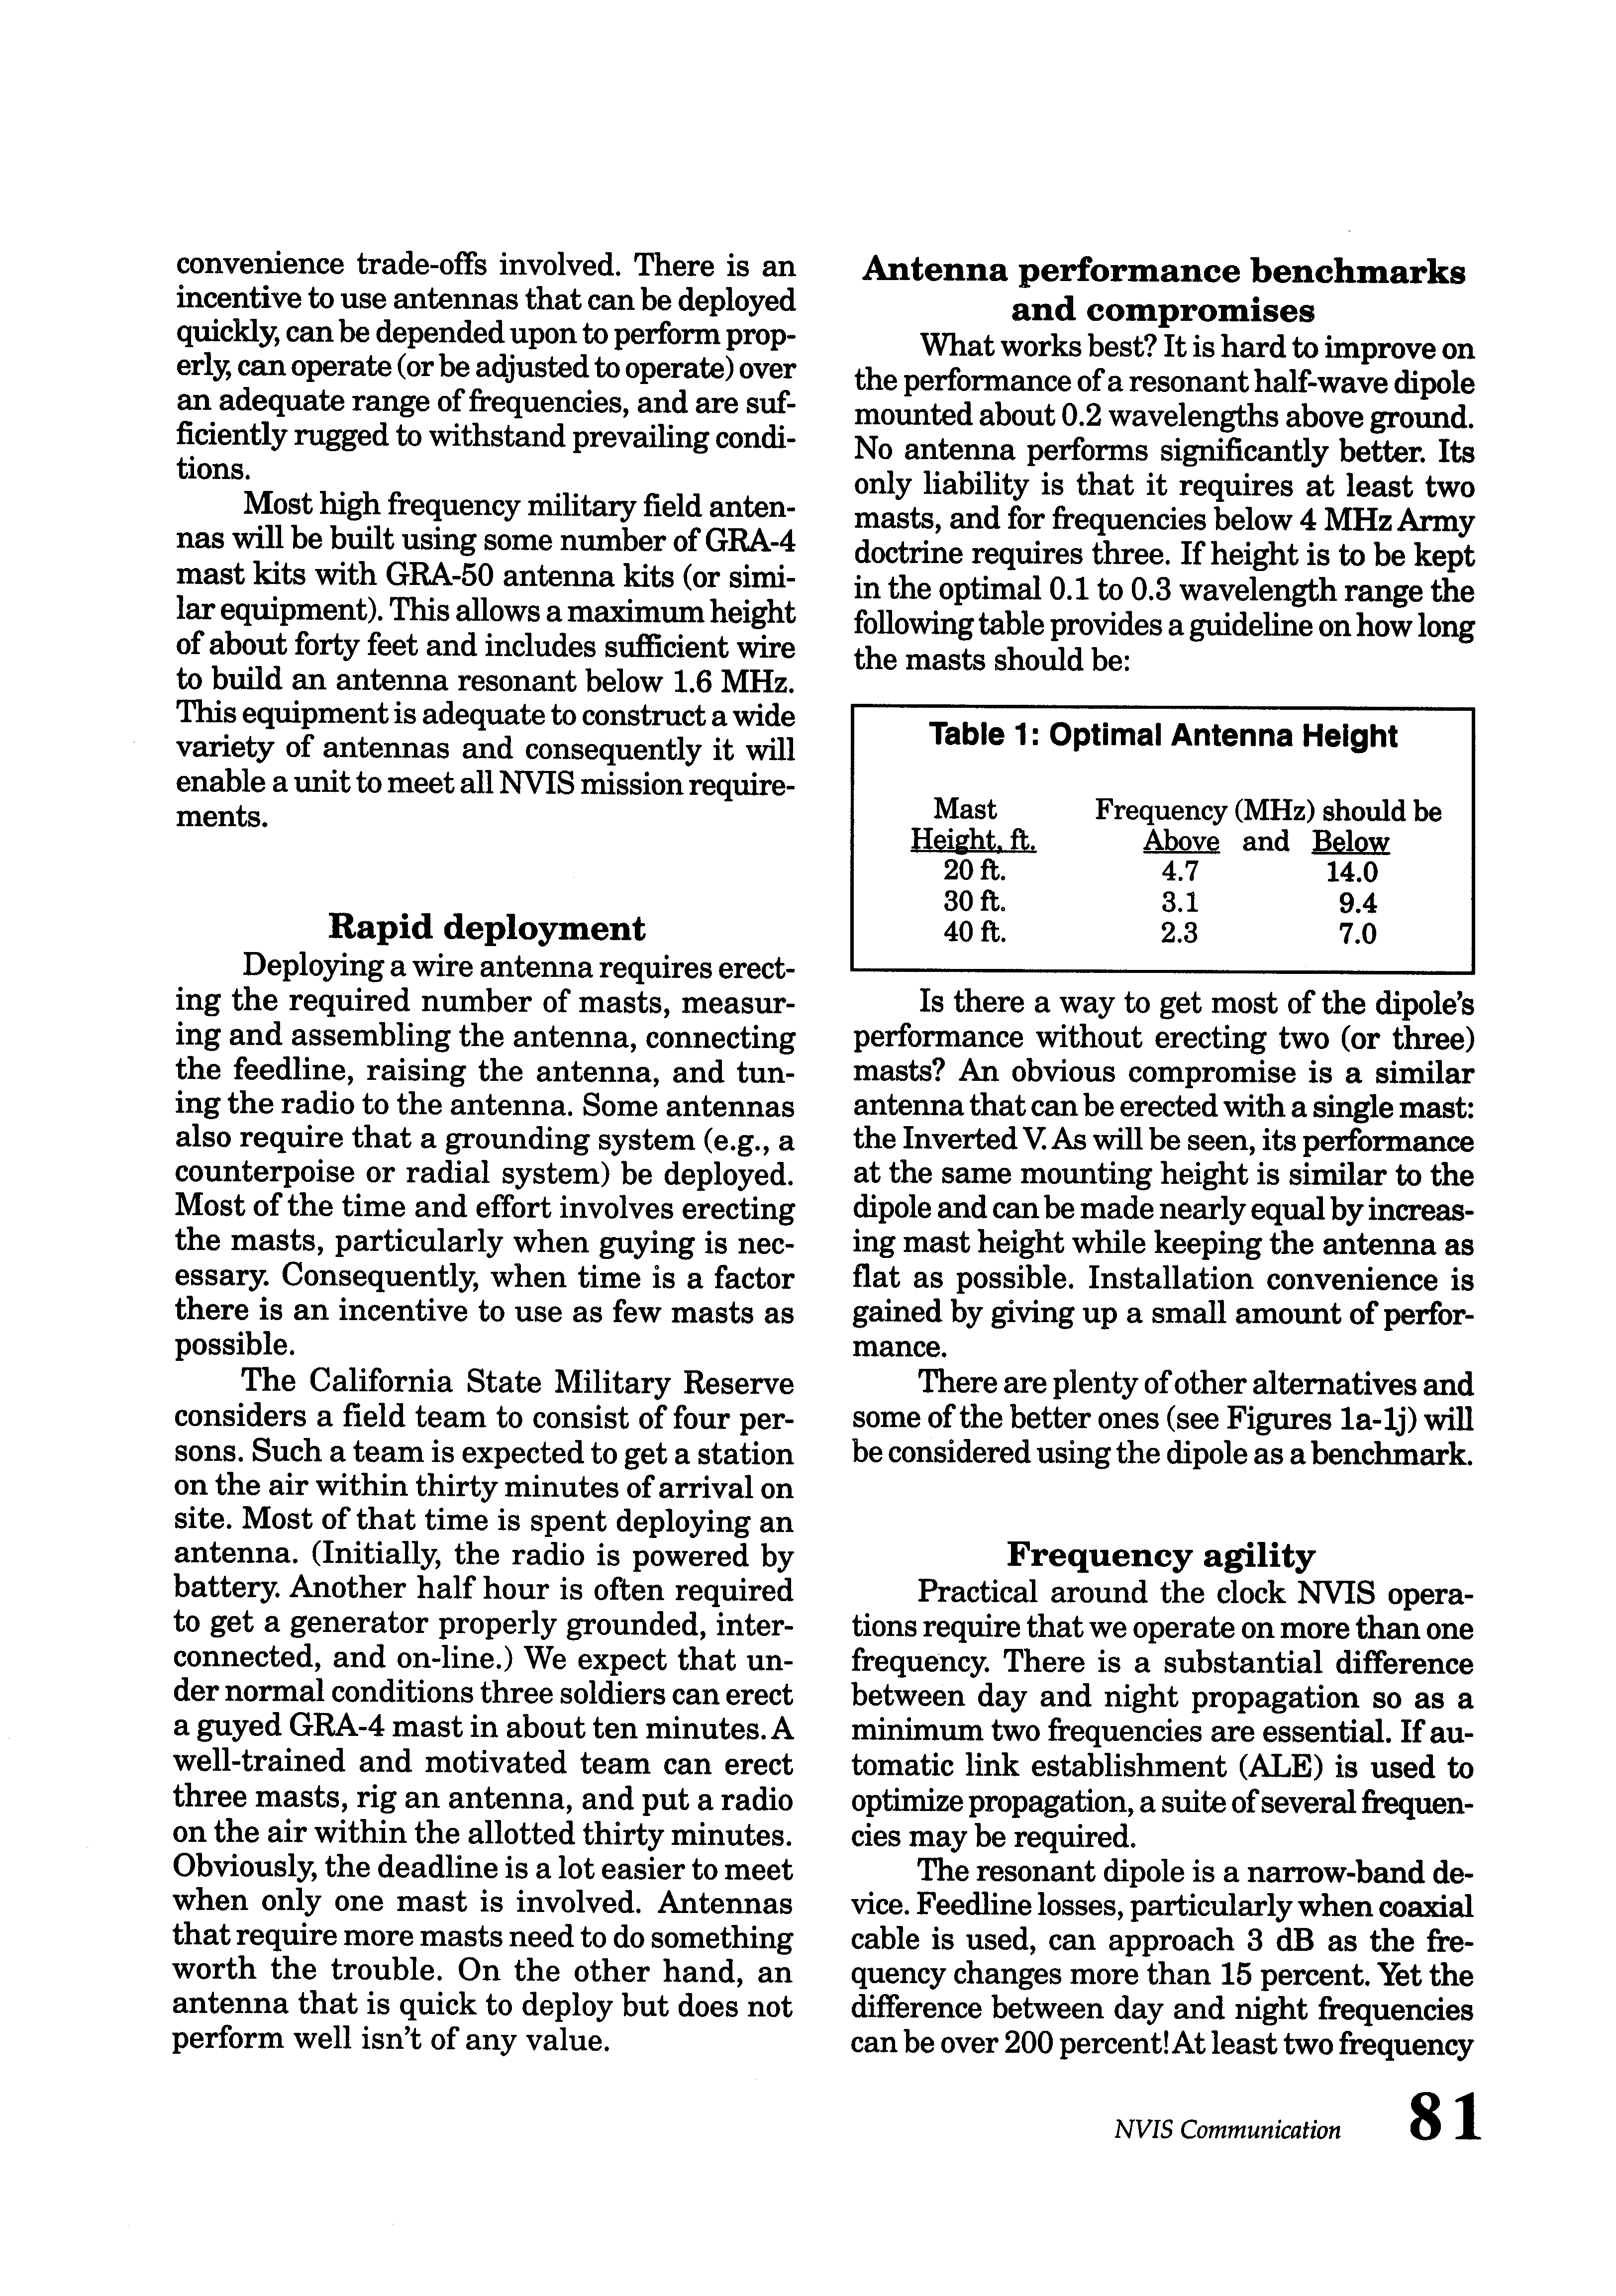 convenience trade-offs involved. There is an
incentive to use antennas that can be deployed
quickly, can be depended upon to perform prop-
erly, can operate (or be adjusted to operate) over
an adequate range of frequencies, and are suf-
ficiently rugged to withstand prevailing condi-
tions.
Most high frequency military field anten-
nas will be built using some number of GRA-4
mast kits with GRA-50 antenna kits (or simi-
lar equipment). This allows a maximum height
of about forty feet and includes sufficient wire
to build an antenna resonant below 1.6 MHz.
This equipment is adequate to construct a wide
variety of antennas and consequently it will
enable a unit to meet all NVIS mission require-
ments.
Rapid deployment
Deploying a wire antenna requires erect-
ing the required number of masts, measur-
ing and assembling the antenna, connecting
the feedline, raising the antenna, and tun-
ing the radio to the antenna. Some antennas
also require that a grounding system (e.g., a
counterpoise or radial system) be deployed.
Most of the time and effort involves erecting
the masts, particularly when guying is nec-
essary. Consequently, when time is a factor
there is an incentive to use as few masts as
possible.
The California State Military Reserve
considers a field team to consist of four per-
sons. Such a team is expected to get a station
on the air within thirty minutes of arrival on
site. Most of that time is spent deploying an
antenna. (Initially, the radio is powered by
battery. Another half hour is often required
to get a generator properly grounded, inter-
connected, and on-line.) We expect that un-
der normal conditions three soldiers can erect
a guyed GRA-4 mast in about ten minutes. A
well-trained and motivated team can erect
three masts, rig an antenna, and put a radio
on the air within the allotted thirty minutes.
Obviously, the deadline is a lot easier to meet
when only one mast is involved. Antennas
that require more masts need to do something
worth the trouble. On the other hand, an
antenna that is quick to deploy but does not
perform well isn't of any value.
Antenna performance benchmarks
and compromises
What works best? It is hard to improve on
the performance of a resonant half-wave dipole
mounted about 0.2 wavelengths above ground.
No antenna performs significantly better. Its
only liability is that it requires at least two
masts, and for frequencies below 4 MHz Army
doctrine requires three. If height is to be kept
in the optimal 0.1 to 0.3 wavelength range the
following table provides a guideline on how long
the masts should be:
Table 1: Optimal Antenna Height
Mast Frequency (MHz) should be
Height, ft. Above and Below
20 ft. 4.7 14.0
30 ft. 3.1 9.4
40 ft. 2.3 7.0
Is there a way to get most of the dipole's
performance without erecting two (or three)
masts? An obvious compromise is a similar
antenna that can be erected with a single mast:
the Inverted V. As will be seen, its performance
at the same mounting height is similar to the
dipole and can be made nearly equal by increas-
ing mast height while keeping the antenna as
flat as possible. Installation convenience is
gained by giving up a small amount of perfor-
mance.
There are plenty of other alternatives and
some of the better ones (see Figures 1a-1j) will
be considered using the dipole as a benchmark.
Frequency agility
Practical around the clock NVIS opera-
tions require that we operate on more than one
frequency. There is a substantial difference
between day and night propagation so as a
minimum two frequencies are essential. If au-
tomatic link establishment (ALE) is used to
optimize propagation, a suite of several frequen-
cies may be required.
The resonant dipole is a narrow-band de-
vice. Feedline losses, particularly when coaxial
cable is used, can approach 3 dB as the fre-
quency changes more than 15 percent. Yet the
difference between day and night frequencies
can be over 200 percent! At least two frequency
NVIS Communication 81